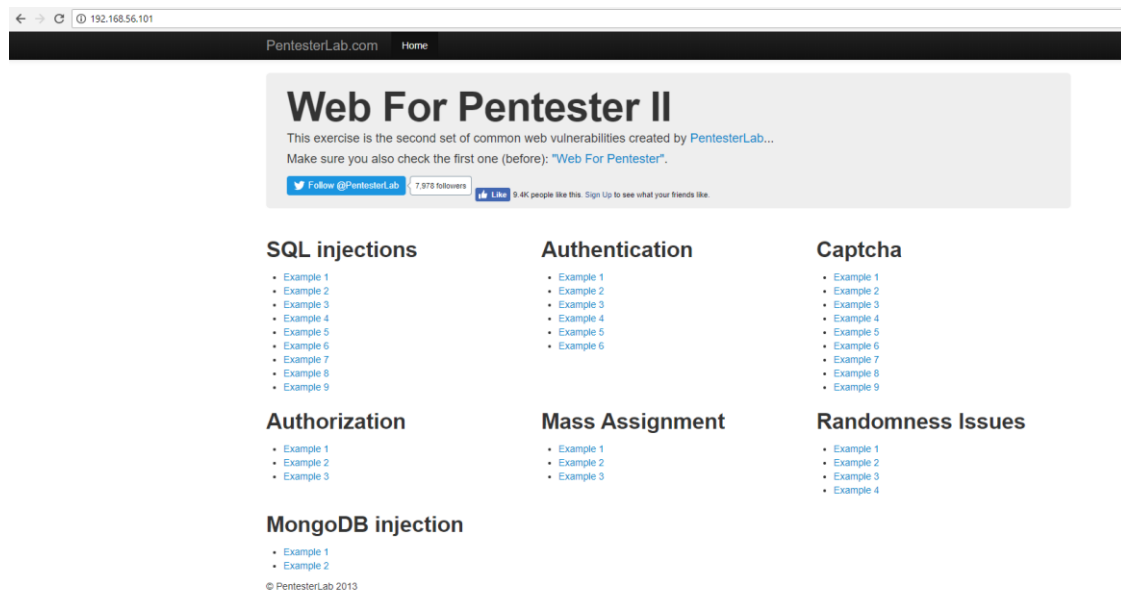 192.168.56.101
PentesterLab.com Home
Web For Pentester II
This exercise is the second set of common web vulnerabilities created by PentesterLab...
Make sure you also check the first one (before): "Web For Pentester".
Follow @PentesterLab 7,978 followers Like 9.4K people like this. Sign Up to see what your friends like.
SQL injections
• Example 1
• Example 2
• Example 3
• Example 4
• Example 5
• Example 6
• Example 7
• Example 8
• Example 9
Authentication
• Example 1
• Example 2
• Example 3
• Example 4
• Example 5
• Example 6
Captcha
• Example 1
• Example 2
• Example 3
• Example 4
• Example 5
• Example 6
• Example 7
• Example 8
• Example 9
Authorization
• Example 1
• Example 2
• Example 3
Mass Assignment
• Example 1
• Example 2
• Example 3
Randomness Issues
• Example 1
• Example 2
• Example 3
• Example 4
MongoDB injection
• Example 1
• Example 2
© PentesterLab 2013